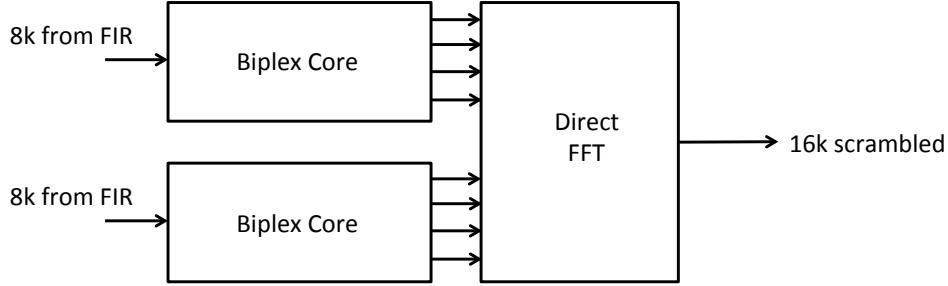 8k from FIR
Biplex Core
Direct
FFT
16k scrambled
8k from FIR
Biplex Core